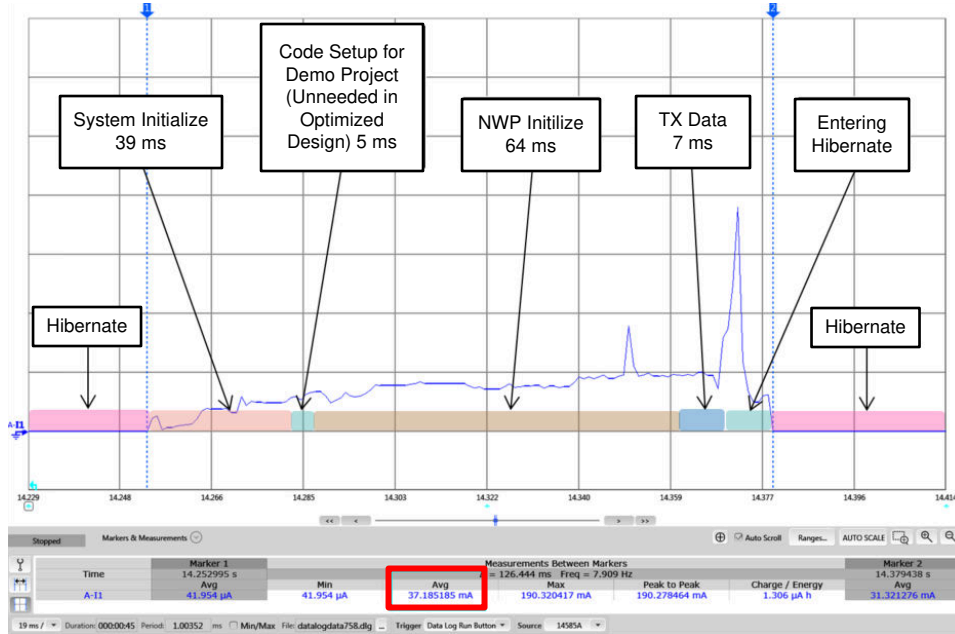 1
2
Code Setup for
Demo Project
(Unneeded in
Optimized
Design) 5 ms
System Initialize
39 ms
NWP Initilize
64 ms
TX Data
7 ms
Entering
Hibernate
Hibernate
Hibernate
A-I1
14.229 14.248 14.266 14.285 14.303 14.322 14.340 14.359 14.377 14.396 14.414
<< < > >>
Stopped Markers & Measurements Auto Scroll Ranges... AUTO SCALE
Marker 1 Measurements Between Markers Marker 2
Time 14.252995 s = 126.444 ms Freq = 7.909 Hz 14.379438 s
Avg Min Avg Max Peak to Peak Charge / Energy Avg
A-I1 41.954 µA 41.954 µA 37.185185 mA 190.320417 mA 190.278464 mA 1.306 µA h 31.321276 mA
19 ms / Duration: 000:00:45 Period: 1.00352 ms Min/Max File: datalogdata758.dlg ... Trigger Data Log Run Button Source 14585A